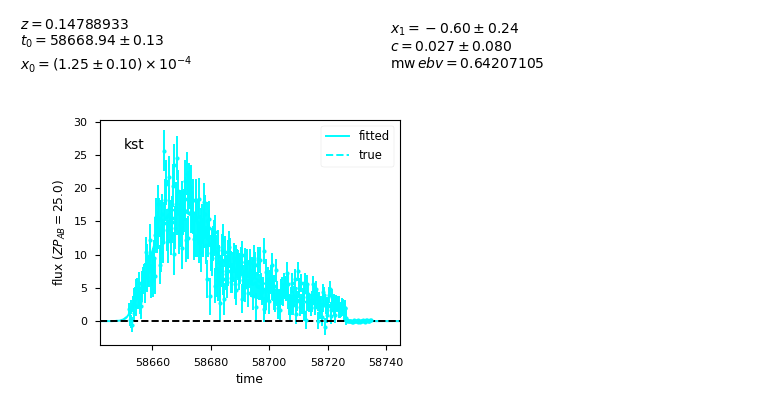 z = 0.14788933
t0 = 58668.94 ± 0.13
x0 = (1.25 ± 0.10) × 10^−4
x1 = −0.60 ± 0.24
c = 0.027 ± 0.080
mw ebv = 0.64207105
kst
fitted
true
30
25
20
15
10
5
0
flux (ZP_AB = 25.0)
58660 58680 58700 58720 58740
time